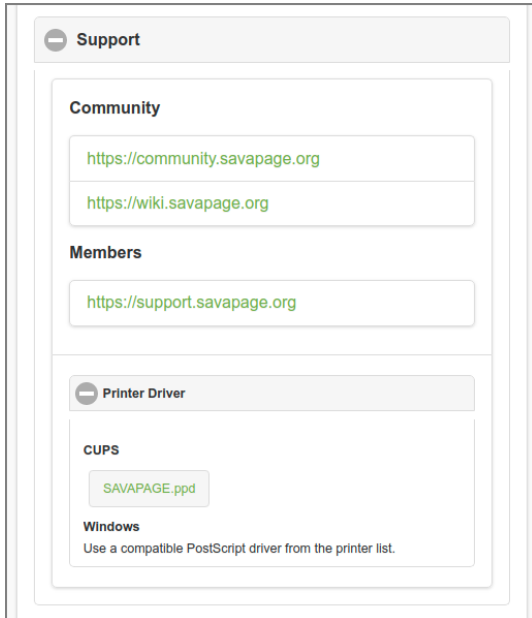 Support
Community
https://community.savapage.org
https://wiki.savapage.org
Members
https://support.savapage.org
Printer Driver
CUPS
SAVAPAGE.ppd
Windows
Use a compatible PostScript driver from the printer list.